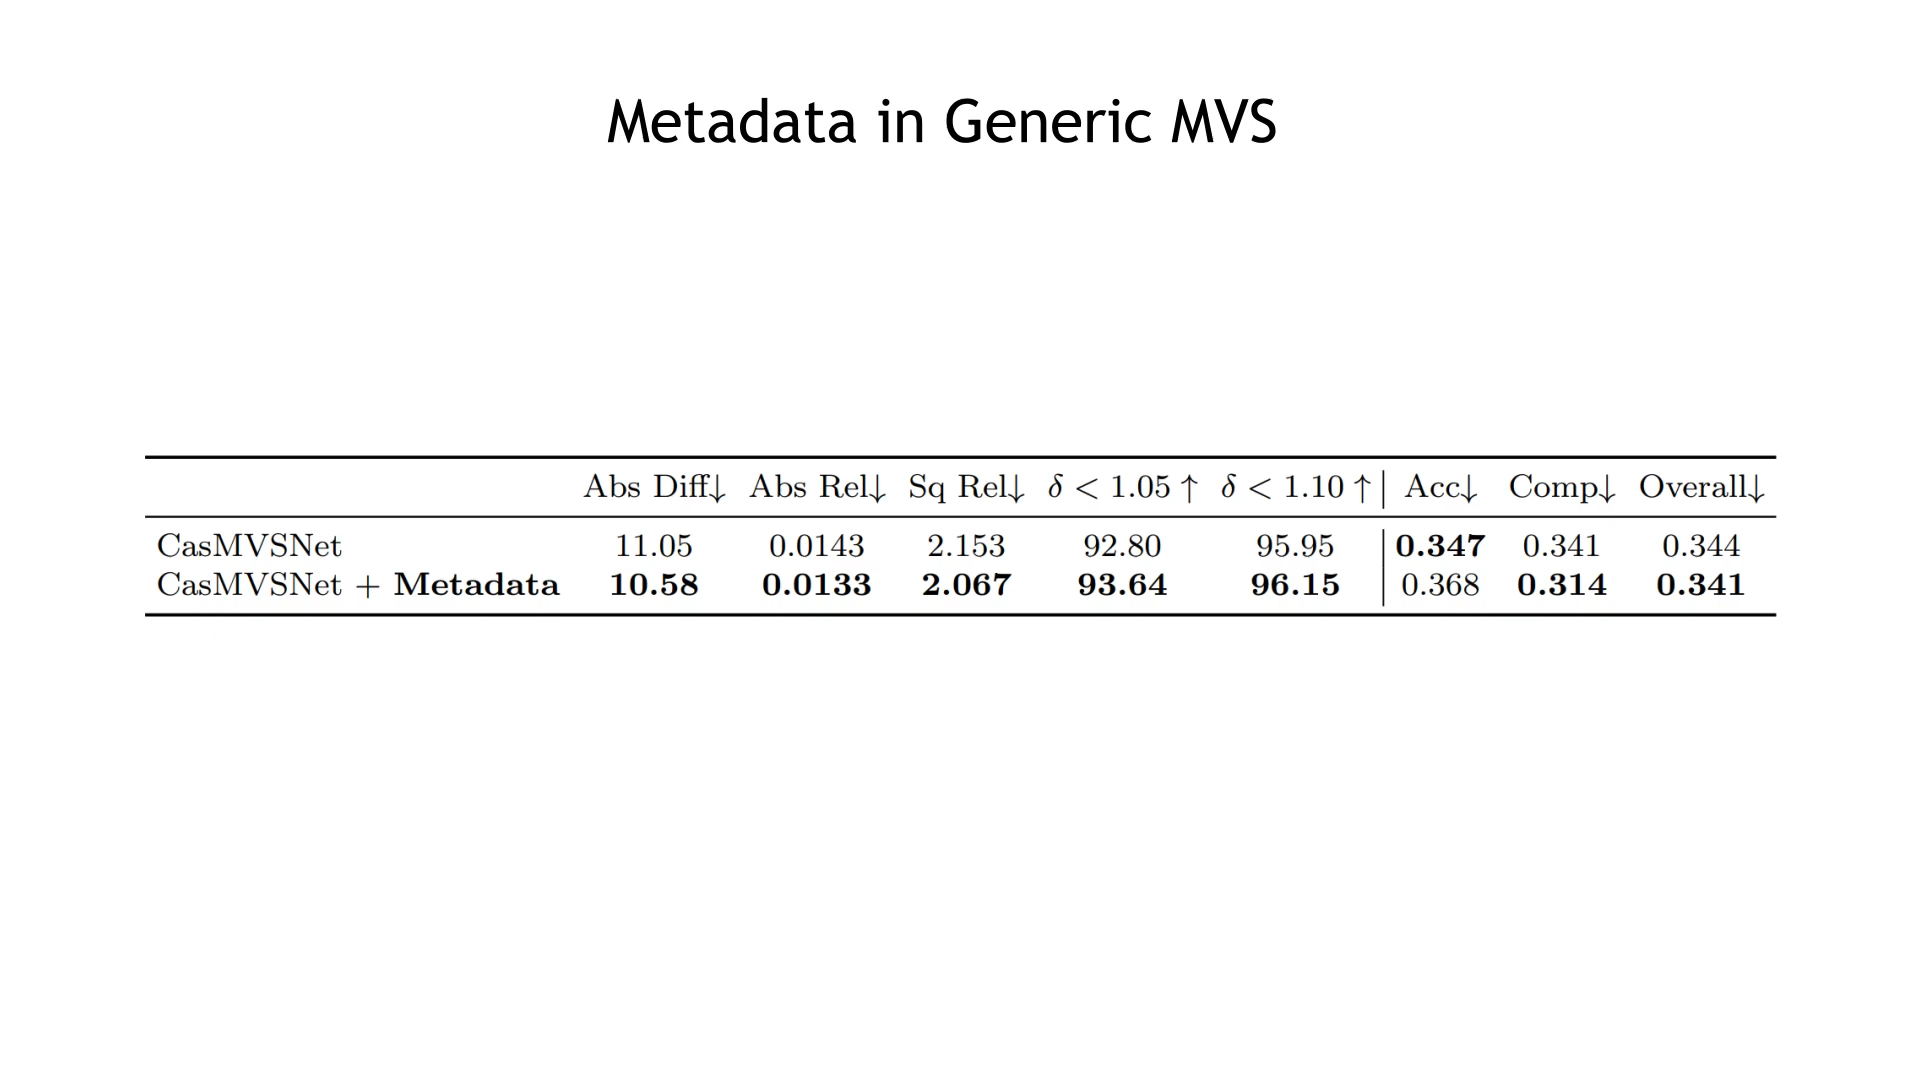 Metadata in Generic MVS
Abs Diff↓ Abs Rel↓ Sq Rel↓ δ < 1.05 ↑ δ < 1.10 ↑ Acc↓ Comp↓ Overall↓
CasMVSNet 11.05 0.0143 2.153 92.80 95.95 0.347 0.341 0.344
CasMVSNet + Metadata 10.58 0.0133 2.067 93.64 96.15 0.368 0.314 0.341